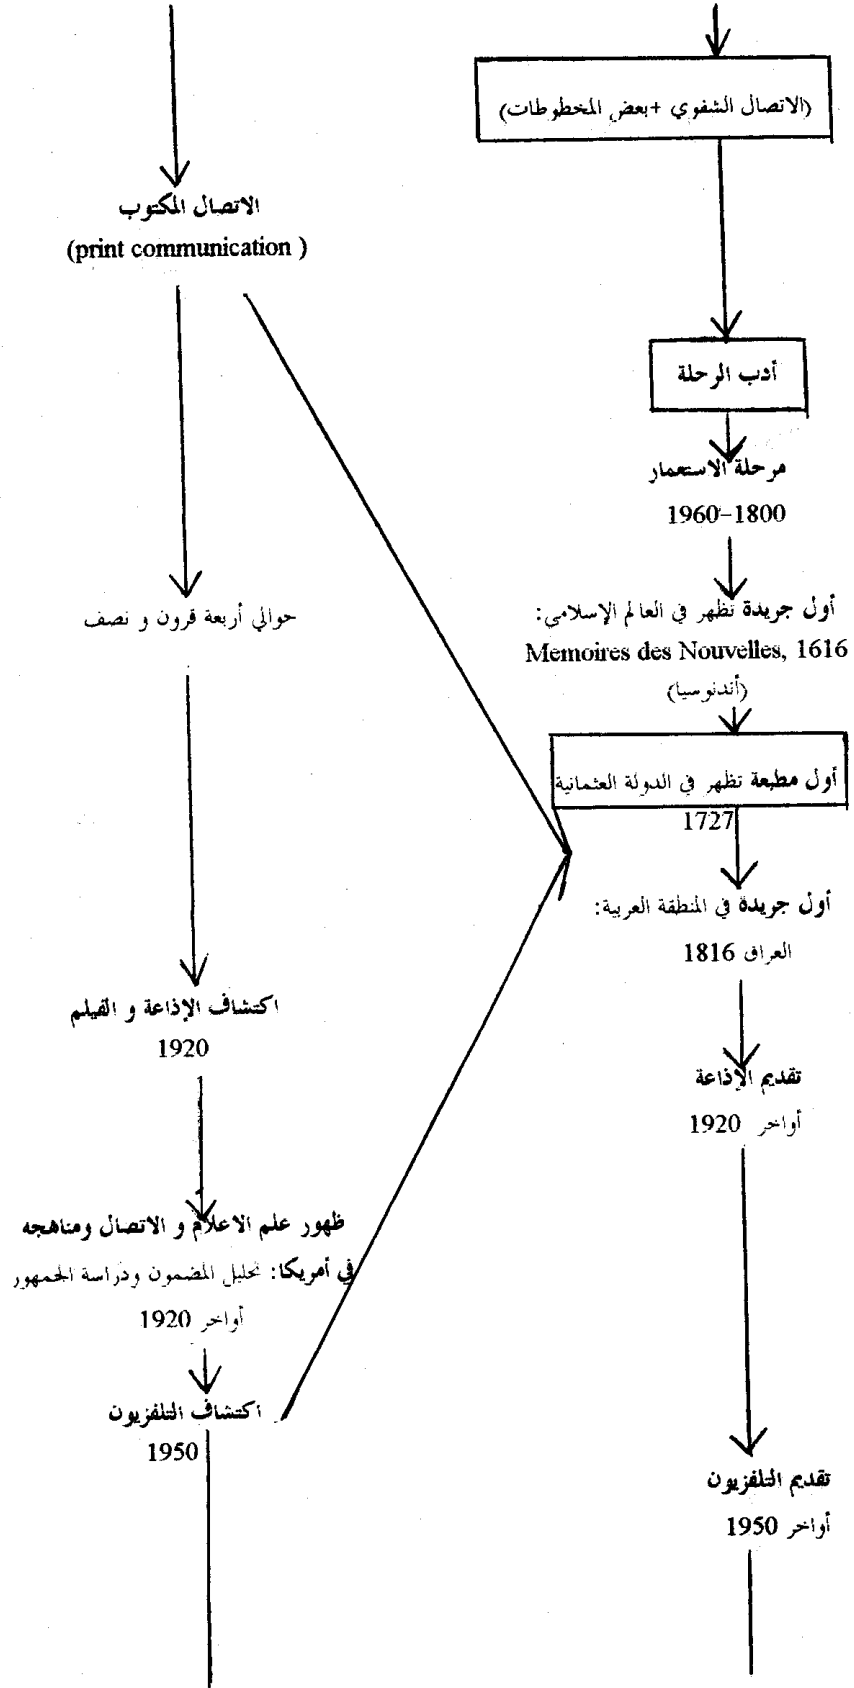 (الاتصال الشفوي +بعض المخطوطات)
أدب الرحلة
مرحلة الاستعمار
1960-1800
أول جريدة تظهر في العالم الإسلامي:
Memoires des Nouvelles, 1616
(أندنوسيا)
أول مطبعة تظهر في الدولة العثمانية
1727
أول جريدة في المنطقة العربية:
العراق 1816
تقديم الإذاعة
أواخر 1920
تقديم التلفزيون
أواخر 1950
الاتصال المكتوب
(print communication )
حوالي أربعة قرون و نصف
اكتشاف الإذاعة و الفيلم
1920
ظهور علم الاعلام و الاتصال ومناهجه
في أمريكا: تحليل المضمون ودراسة الجمهور
أواخر 1920
اكتشاف التلفزيون
1950